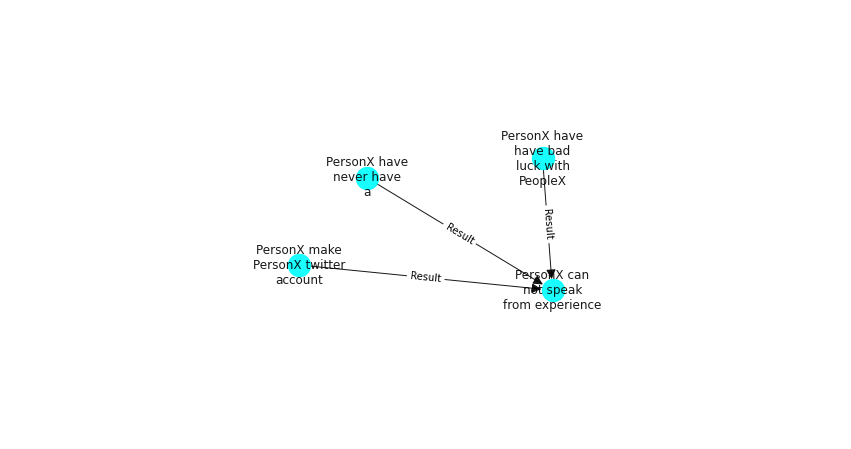 PersonX have
have bad
luck with
PeopleX
PersonX have
never have
a
Result
Result
PersonX make
PersonX twitter
account
Result
PersonX can
not speak
from experience